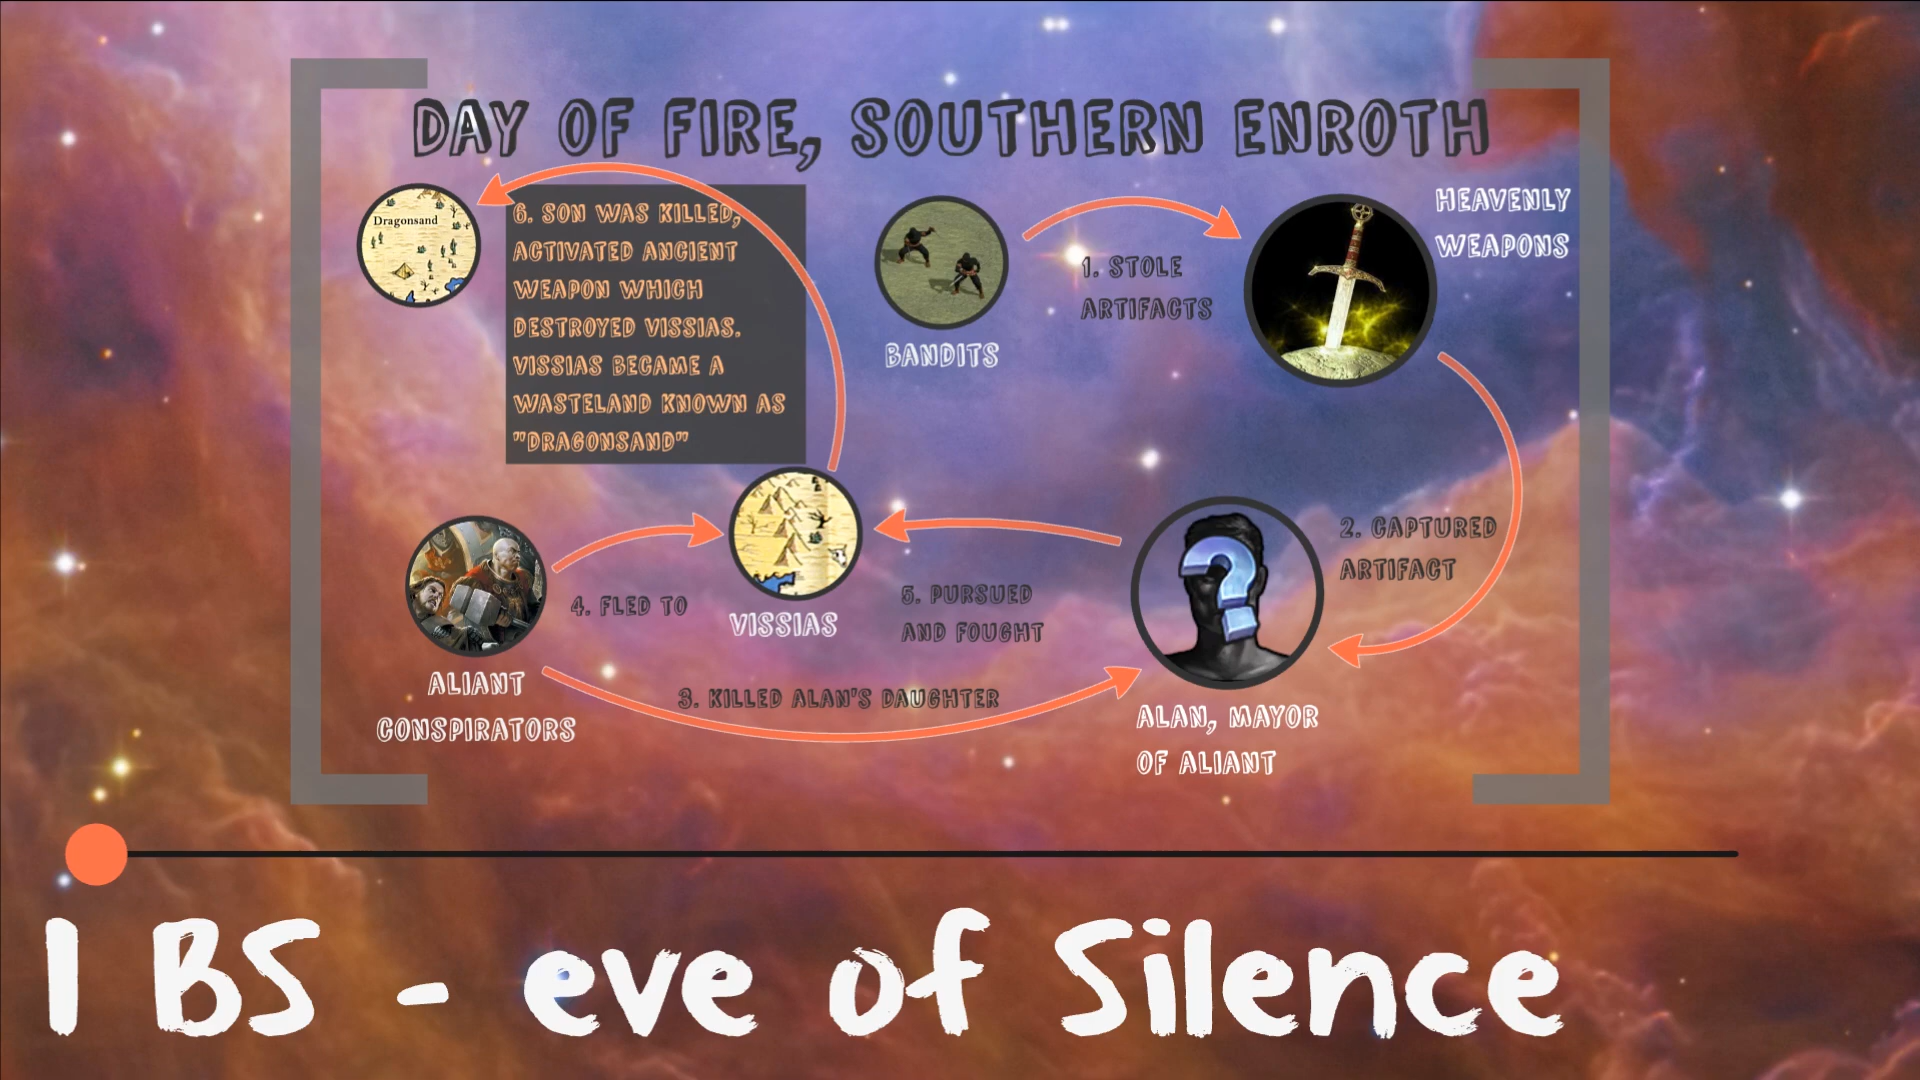 DAY OF FIRE, SOUTHERN ENROTH
Dragonsand
6. SON WAS KILLED,
ACTIVATED ANCIENT
WEAPON WHICH
DESTROYED VISSIAS.
VISSIAS BECAME A
WASTELAND KNOWN AS
"DRAGONSAND"
BANDITS
1. STOLE
ARTIFACTS
HEAVENLY
WEAPONS
2. CAPTURED
ARTIFACT
?
ALAN, MAYOR
OF ALIANT
3. KILLED ALAN'S DAUGHTER
ALIANT
CONSPIRATORS
4. FLED TO
VISSIAS
5. PURSUED
AND FOUGHT
1 BS - eve of Silence